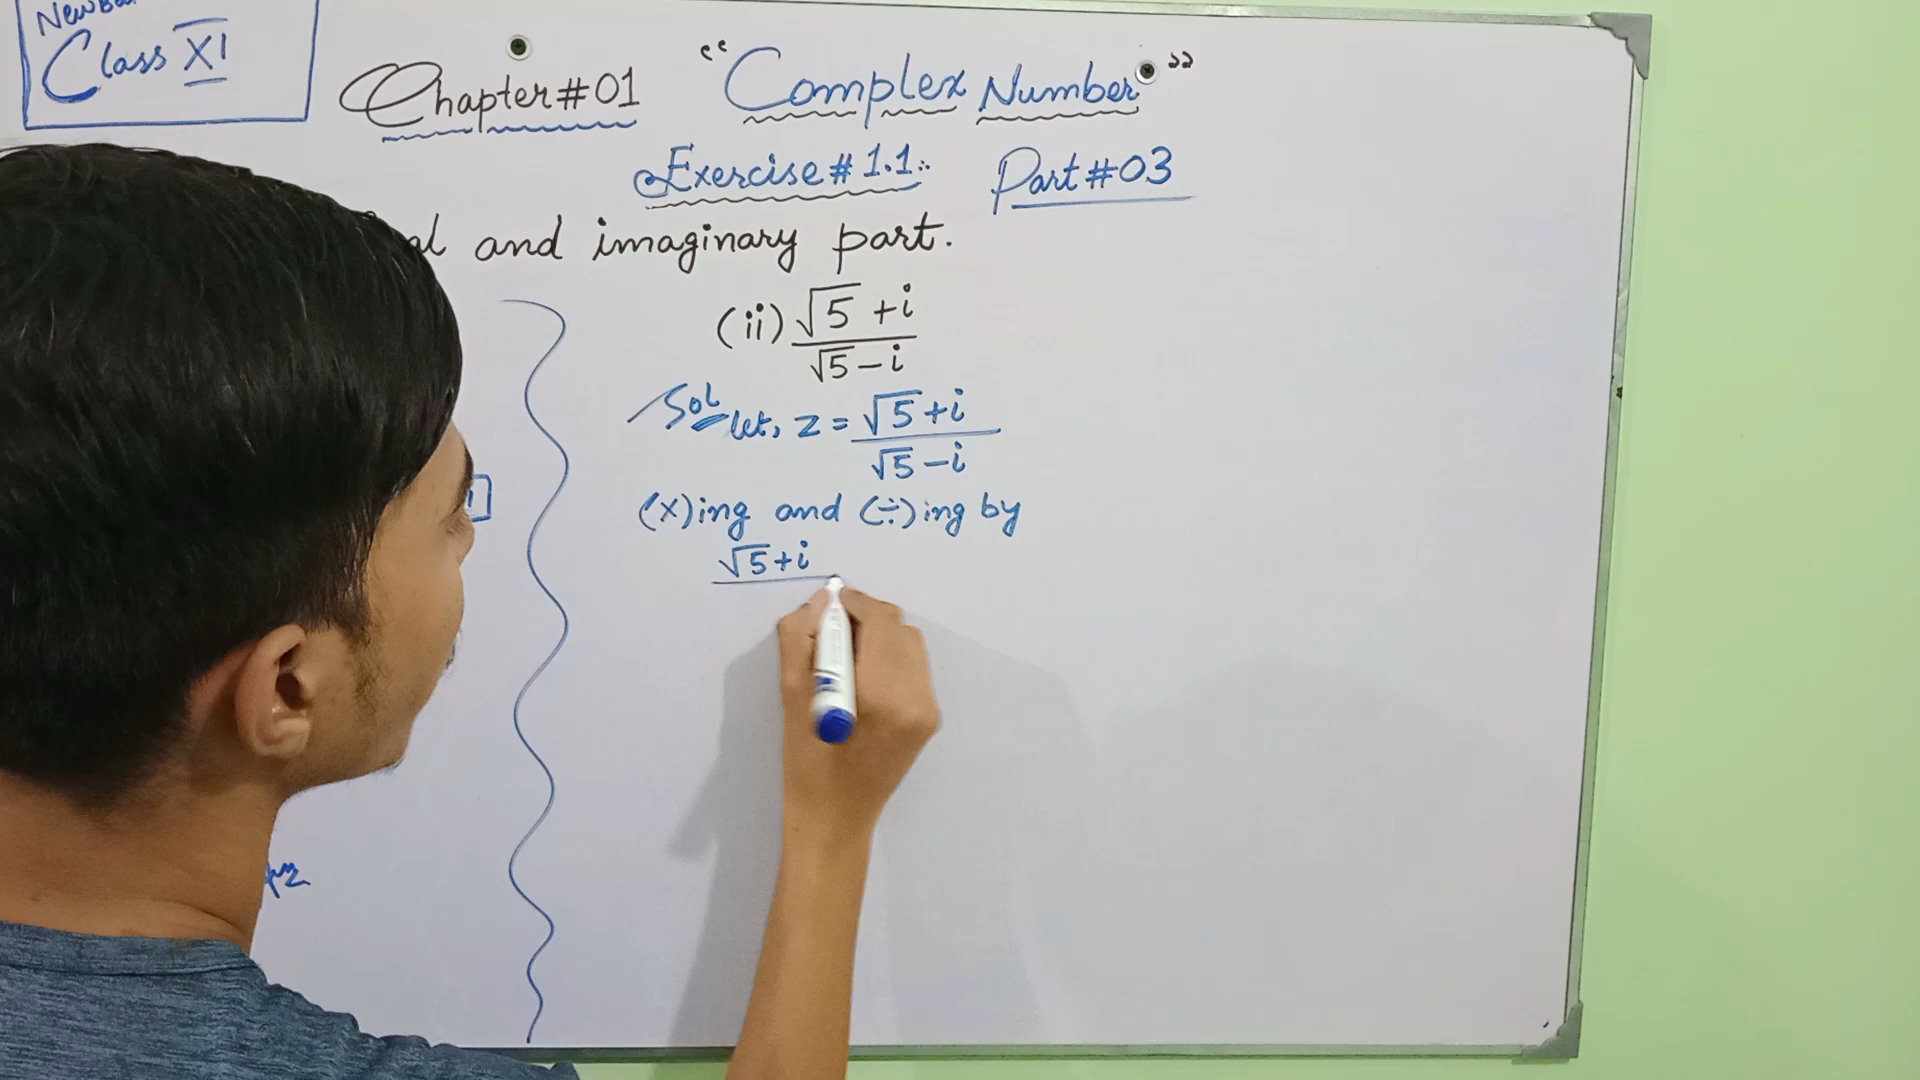 Class XI
Chapter #01 "Complex Number"
Exercise # 1.1:. Part #03
and imaginary part.
(ii) √5 + i
√5 - i
Sol let, z = √5 + i
√5 - i
(x)ing and (÷)ing by
√5 + i